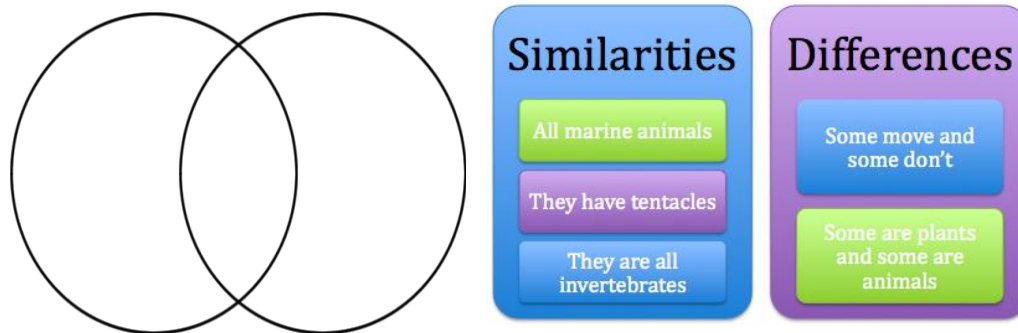 Similarities
All marine animals
They have tentacles
They are all
invertebrates
Differences
Some move and
some don't
Some are plants
and some are
animals